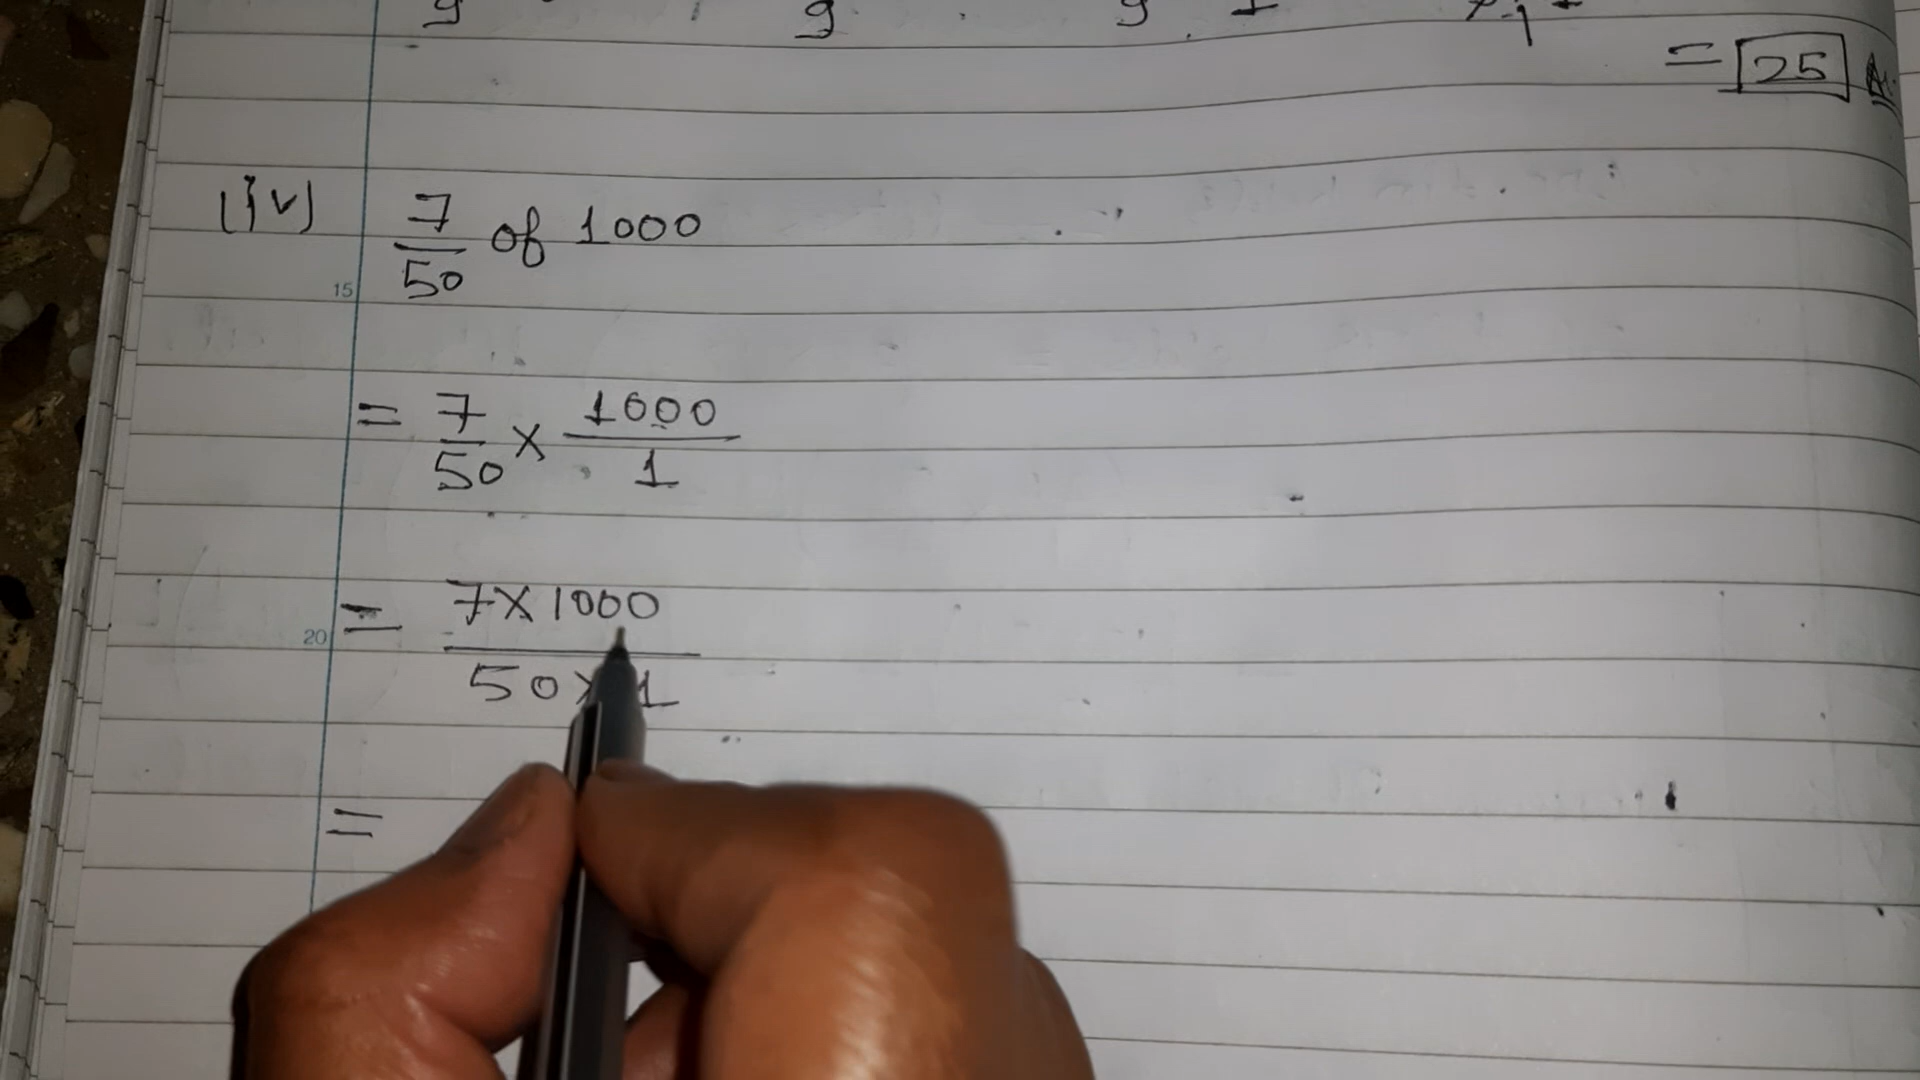 = 25
(iv) 7/50 of 1000
15
= 7/50 × 1000/1
= 7×1000/50×1
20
=